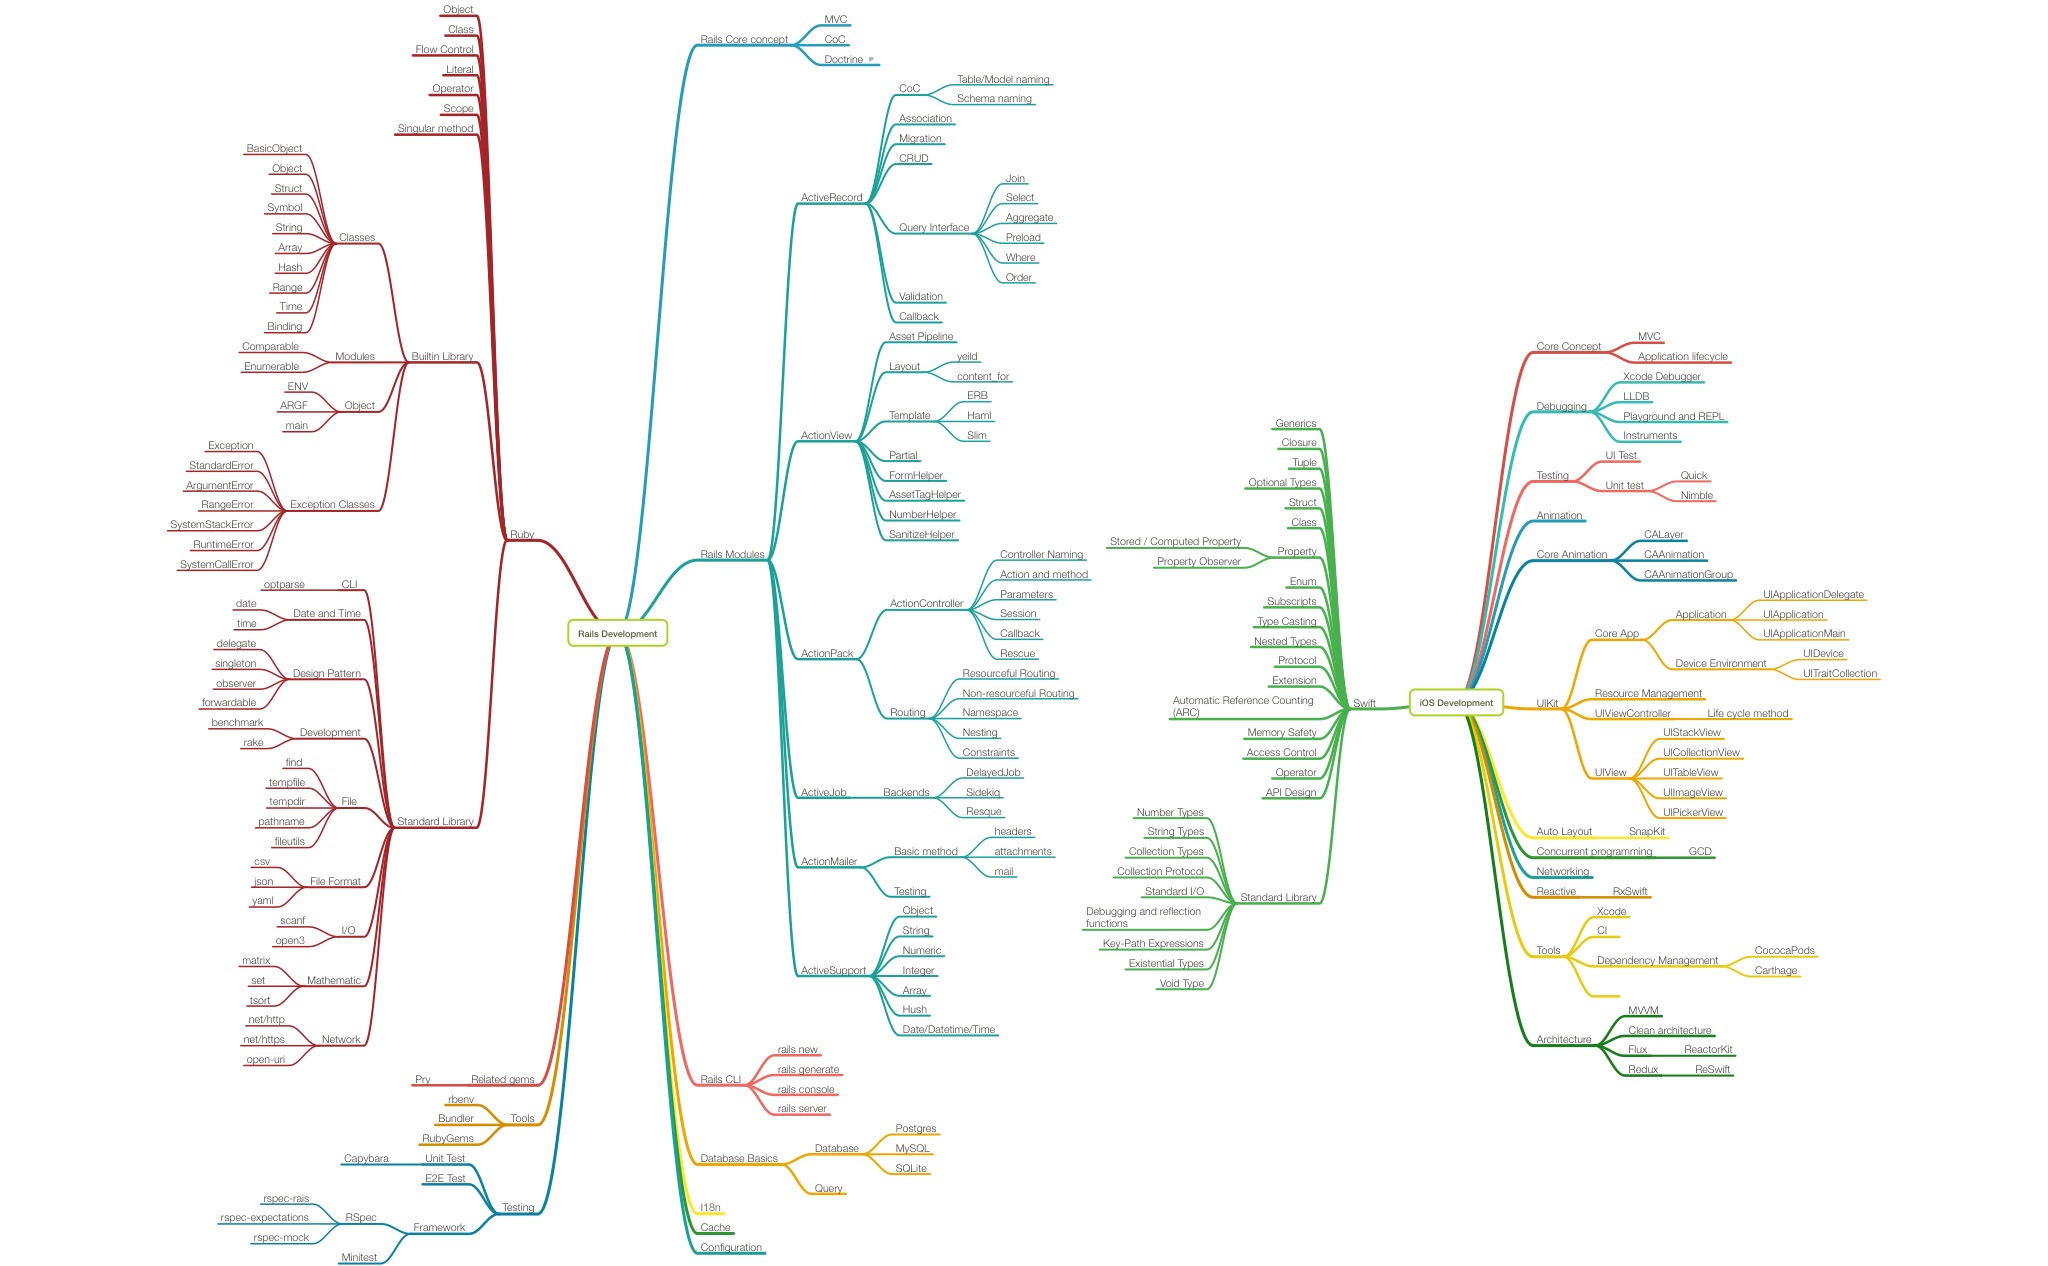 Rails Development
Ruby
Object
Class
Flow Control
Literal
Operator
Scope
Singular method
Builtin Library
Classes
BasicObject
Object
Struct
Symbol
String
Array
Hash
Range
Time
Binding
Modules
Comparable
Enumerable
Object
ENV
ARGF
main
Exception Classes
Exception
StandardError
ArgumentError
RangeError
SystemStackError
RuntimeError
SystemCallError
Standard Library
CLI
optparse
Date and Time
date
time
Design Pattern
delegate
singleton
observer
forwardable
Development
benchmark
rake
File
find
tempfile
tempdir
pathname
fileutils
File Format
csv
json
yaml
I/O
scanf
open3
Mathematic
matrix
set
tsort
Network
net/http
net/https
open-uri
Related gems
Pry
Tools
rbenv
Bundler
RubyGems
Testing
Unit Test
Capybara
E2E Test
Framework
RSpec
rspec-rais
rspec-expectations
rspec-mock
Minitest
Rails Core concept
MVC
CoC
Doctrine
Rails Modules
ActiveRecord
CoC
Table/Model naming
Schema naming
Association
Migration
CRUD
Query Interface
Join
Select
Aggregate
Preload
Where
Order
Validation
Callback
ActionView
Asset Pipeline
Layout
yeild
content_for
Template
ERB
Haml
Slim
Partial
FormHelper
AssetTagHelper
NumberHelper
SanitizeHelper
ActionPack
ActionController
Controller Naming
Action and method
Parameters
Session
Callback
Rescue
Routing
Resourceful Routing
Non-resourceful Routing
Namespace
Nesting
Constraints
ActiveJob
Backends
DelayedJob
Sidekiq
Resque
ActionMailer
Basic method
headers
attachments
mail
Testing
ActiveSupport
Object
String
Numeric
Integer
Array
Hush
Date/Datetime/Time
Rails CLI
rails new
rails generate
rails console
rails server
Database Basics
Database
Postgres
MySQL
SQLite
Query
I18n
Cache
Configuration
iOS Development
Swift
Generics
Closure
Tuple
Optional Types
Struct
Class
Property
Stored / Computed Property
Property Observer
Enum
Subscripts
Type Casting
Nested Types
Protocol
Extension
Automatic Reference Counting
(ARC)
Memory Safety
Access Control
Operator
API Design
Standard Library
Number Types
String Types
Collection Types
Collection Protocol
Standard I/O
Debugging and reflection
functions
Key-Path Expressions
Existential Types
Void Type
Core Concept
MVC
Application lifecycle
Debugging
Xcode Debugger
LLDB
Playground and REPL
Instruments
Testing
UI Test
Unit test
Quick
Nimble
Animation
Core Animation
CALayer
CAAnimation
CAAnimationGroup
UIKit
Core App
Application
UIApplicationDelegate
UIApplication
UIApplicationMain
Device Environment
UIDevice
UITraitCollection
Resource Management
UIViewController
Life cycle method
UIView
UIStackView
UICollectionView
UITableView
UIImageView
UIPickerView
Auto Layout
SnapKit
Concurrent programming
GCD
Networking
Reactive
RxSwift
Tools
Xcode
CI
Dependency Management
CococaPods
Carthage
Architecture
MVVM
Clean architecture
Flux
ReactorKit
Redux
ReSwift